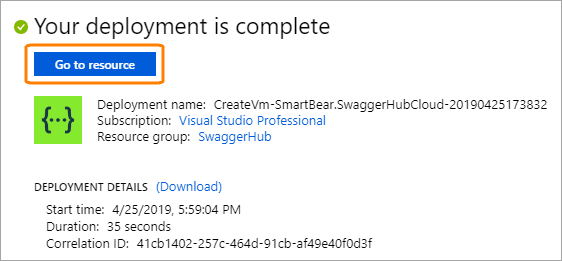 Your deployment is complete
Go to resource
{···}
Deployment name: CreateVm-SmartBear.SwaggerHubCloud-20190425173832
Subscription: Visual Studio Professional
Resource group: SwaggerHub
DEPLOYMENT DETAILS (Download)
Start time: 4/25/2019, 5:59:04 PM
Duration: 35 seconds
Correlation ID: 41cb1402-257c-464d-91cb-af49e40f0d3f